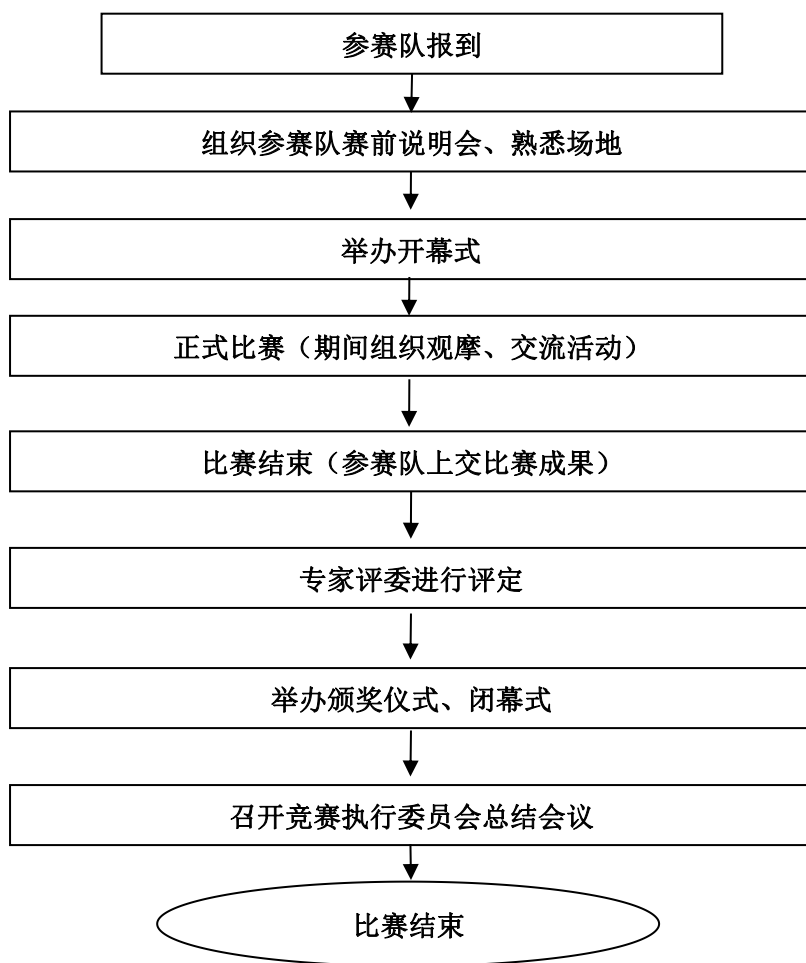 参赛队报到
组织参赛队赛前说明会、熟悉场地
举办开幕式
正式比赛（期间组织观摩、交流活动）
比赛结束（参赛队上交比赛成果）
专家评委进行评定
举办颁奖仪式、闭幕式
召开竞赛执行委员会总结会议
比赛结束